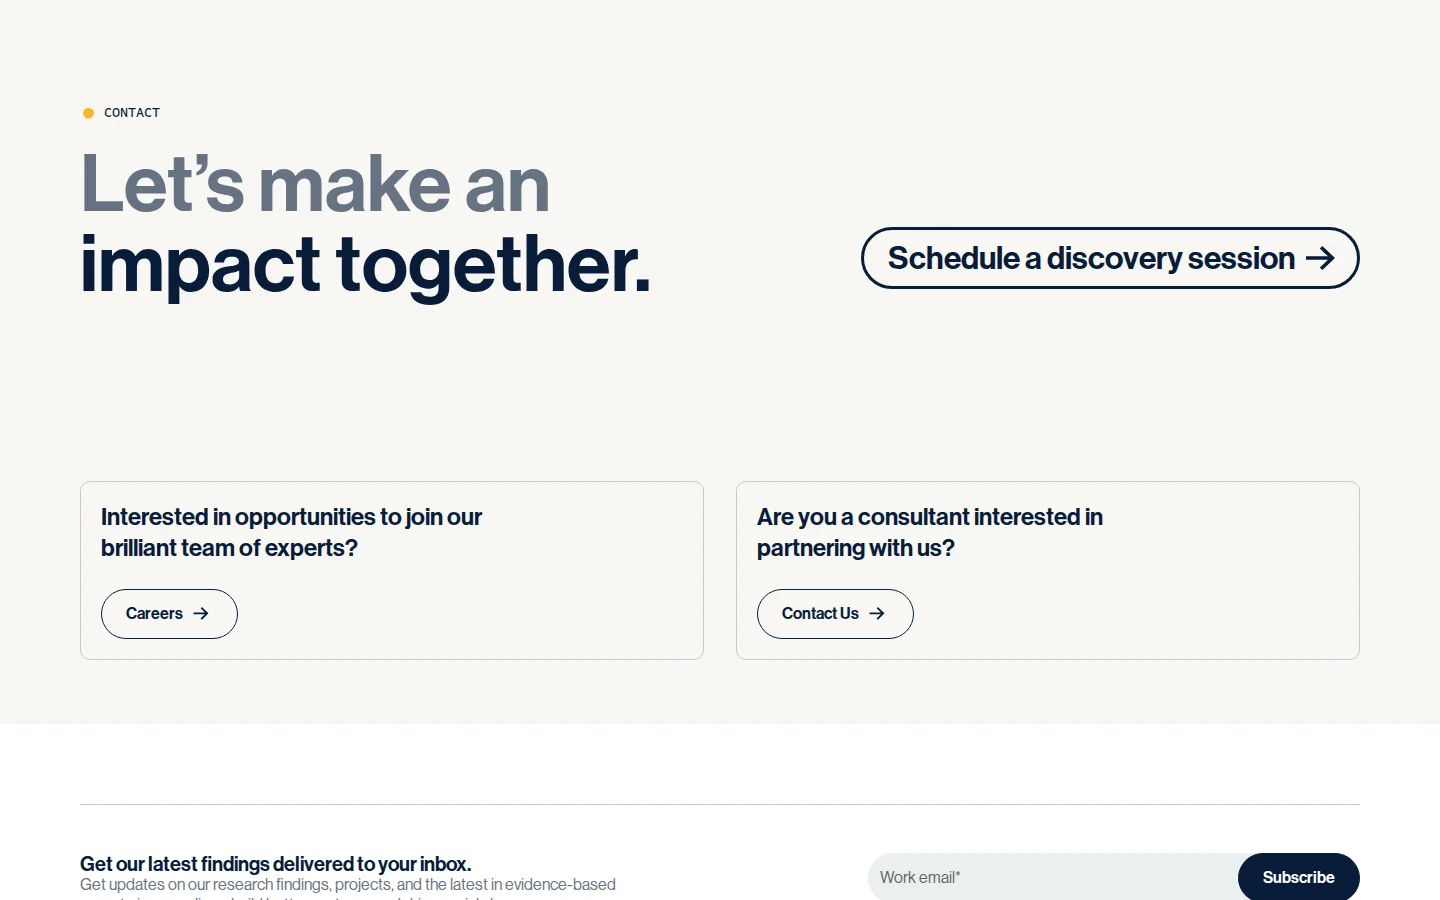 CONTACT
Let’s make an
impact together.
Schedule a discovery session
Interested in opportunities to join our
brilliant team of experts?
Careers
Are you a consultant interested in
partnering with us?
Contact Us
Get our latest findings delivered to your inbox.
Get updates on our research findings, projects, and the latest in evidence-based
Work email*
Subscribe